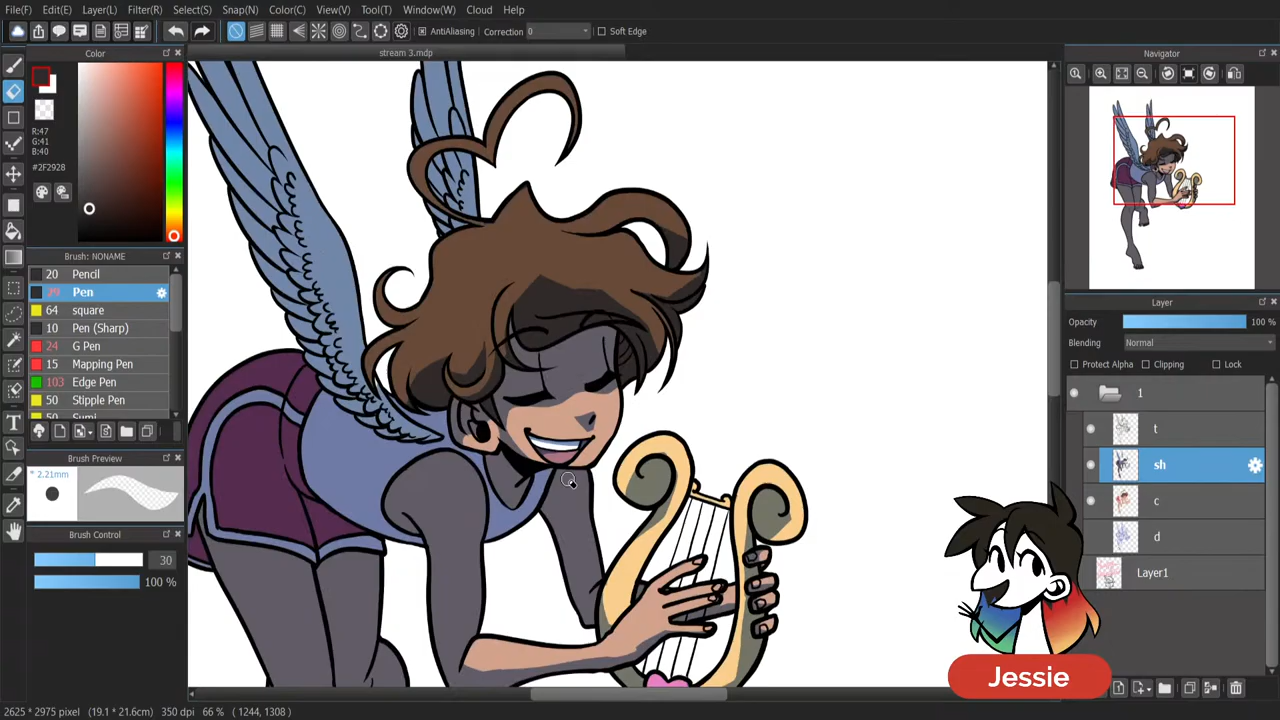 File(F) Edit(E) Layer(L) Filter(R) Select(S) Snap(N) Color(C) View(V) Tool(T) Window(W) Cloud Help
AntiAliasing Correction 0 Soft Edge
Color
R:47
G:41
B:40
#2F2928
Brush: NONAME
20 Pencil
29 Pen
64 square
10 Pen (Sharp)
24 G Pen
15 Mapping Pen
103 Edge Pen
50 Stipple Pen
50 Sumi
Brush Preview
* 2.21mm
Brush Control
30
100 %
stream 3.mdp
Navigator
Layer
Opacity 100 %
Blending Normal
Protect Alpha Clipping Lock
1
t
sh
c
d
Layer1
Jessie
2625 * 2975 pixel (19.1 * 21.6cm) 350 dpi 66 % ( 1244, 1308 )